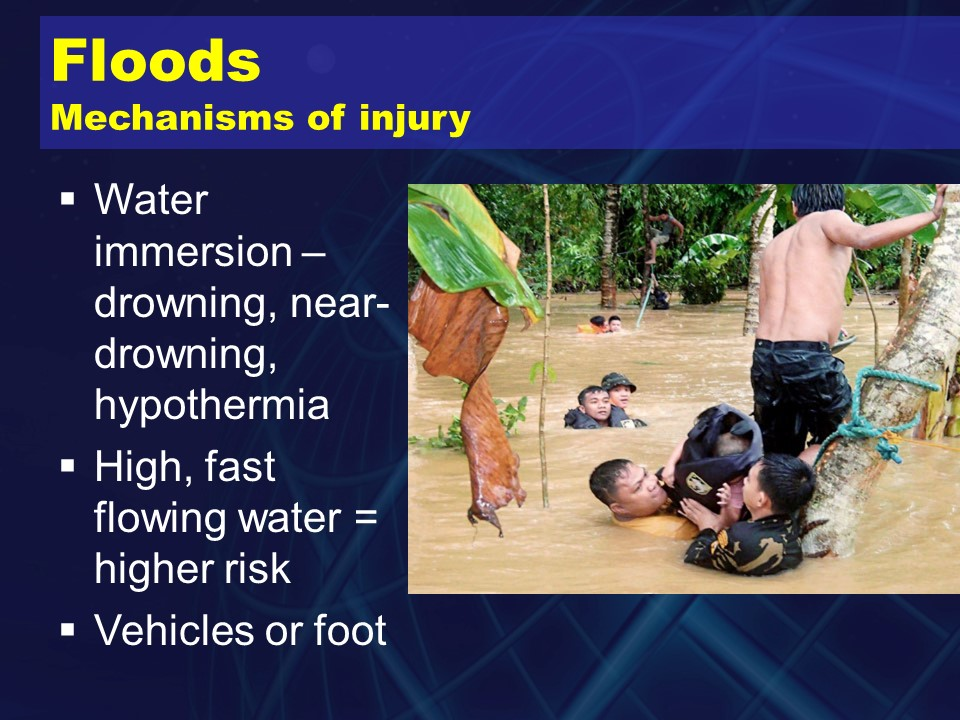 Floods
Mechanisms of injury
▪ Water
immersion –
drowning, near-
drowning,
hypothermia
▪ High, fast
flowing water =
higher risk
▪ Vehicles or foot